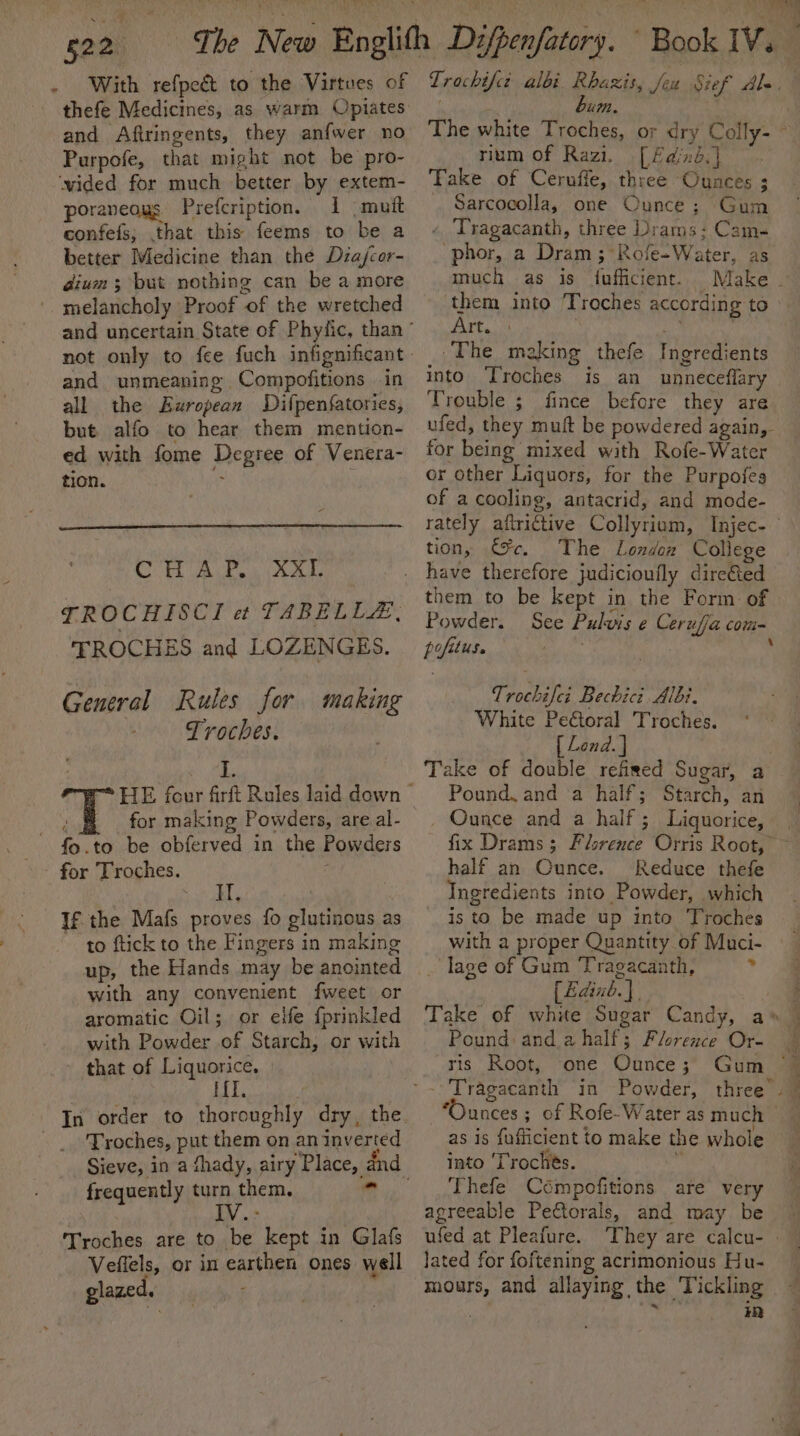 522 The New Engliſh Diſpenſatory. Book IV.
With reſpect to the Virtues of
theſe Medicines, as warm Opiates
and Aſtringents, they anſwer no
Purpoſe, that might not be pro-
vided for much better by extem-
poraneous Preſcription. I muſt
confeſs, that this ſeems to be a
better Medicine than the Diaſcor-
dium; but nothing can be a more
melancholy Proof of the wretched
and uncertain State of Phyſic, than
not only to ſee ſuch inſignificant
and unmeaning Compoſitions in
all the European Diſpenſatories,
but alſo to hear them mention-
ed with ſome Degree of Venera-
tion.
CHAP. XXI.
TROCHISCI et TABELLÆ,
TROCHES and LOZENGES.
General Rules for making
Troches.
I.
THE four firſt Rules laid down
for making Powders, are al-
ſo to be obſerved in the Powders
for Troches.
II.
If the Maſs proves ſo glutinous as
to ſtick to the Fingers in making
up, the Hands may be anointed
with any convenient ſweet or
aromatic Oil; or elſe ſprinkled
with Powder of Starch, or with
that of Liquorice.
III.
In order to thoroughly dry the
Troches, put them on an inverted
Sieve, in a ſhady, airy Place, and
frequently turn them.
IV.
Troches are to be kept in Glaſs
Veſſels, or in earthen ones well
glazed.
Trochiſci albi Rhazis, ſeu Sief Al-
bum.
The white Troches, or dry Colly-
rium of Razi. [Edinb.]
Take of Ceruſſe, three Ounces;
Sarcocolla, one Ounce; Gum
Tragacanth, three Drams; Cam-
phor, a Dram; Roſe-Water, as
much as is ſufficient. Make
them into Troches according to
Art.
The making theſe Ingredients
into Troches is an unneceſſary
Trouble; ſince before they are
uſed, they muſt be powdered again,
for being mixed with Roſe-Water
or other Liquors, for the Purpoſes
of a cooling, antacrid, and mode-
rately aſtrictive Collyrium, Injec-
tion, &c. The London College
have therefore judiciouſly directed
them to be kept in the Form of
Powder. See Pulvis e Ceruſſa com-
poſitus.
Trochiſci Bechici Albi.
White Pectoral Troches.
[Lond.]
Take of double refined Sugar, a
Pound and a half; Starch, an
Ounce and a half; Liquorice,
ſix Drams; Florence Orris Root,
half an Ounce. Reduce theſe
Ingredients into Powder, which
is to be made up into Troches
with a proper Quantity of Muci-
lage of Gum Tragacanth,
[Edinb.]
Take of white Sugar Candy, a
Pound and a half; Florence Or-
ris Root, one Ounce; Gum
Tragacanth in Powder, three
Ounces; of Roſe-Water as much
as is ſufficient to make the whole
into Troches.
Theſe Compoſitions are very
agreeable Pectorals, and may be
uſed at Pleaſure. They are calcu-
lated for ſoftening acrimonious Hu-
mours, and allaying the Tickling
in